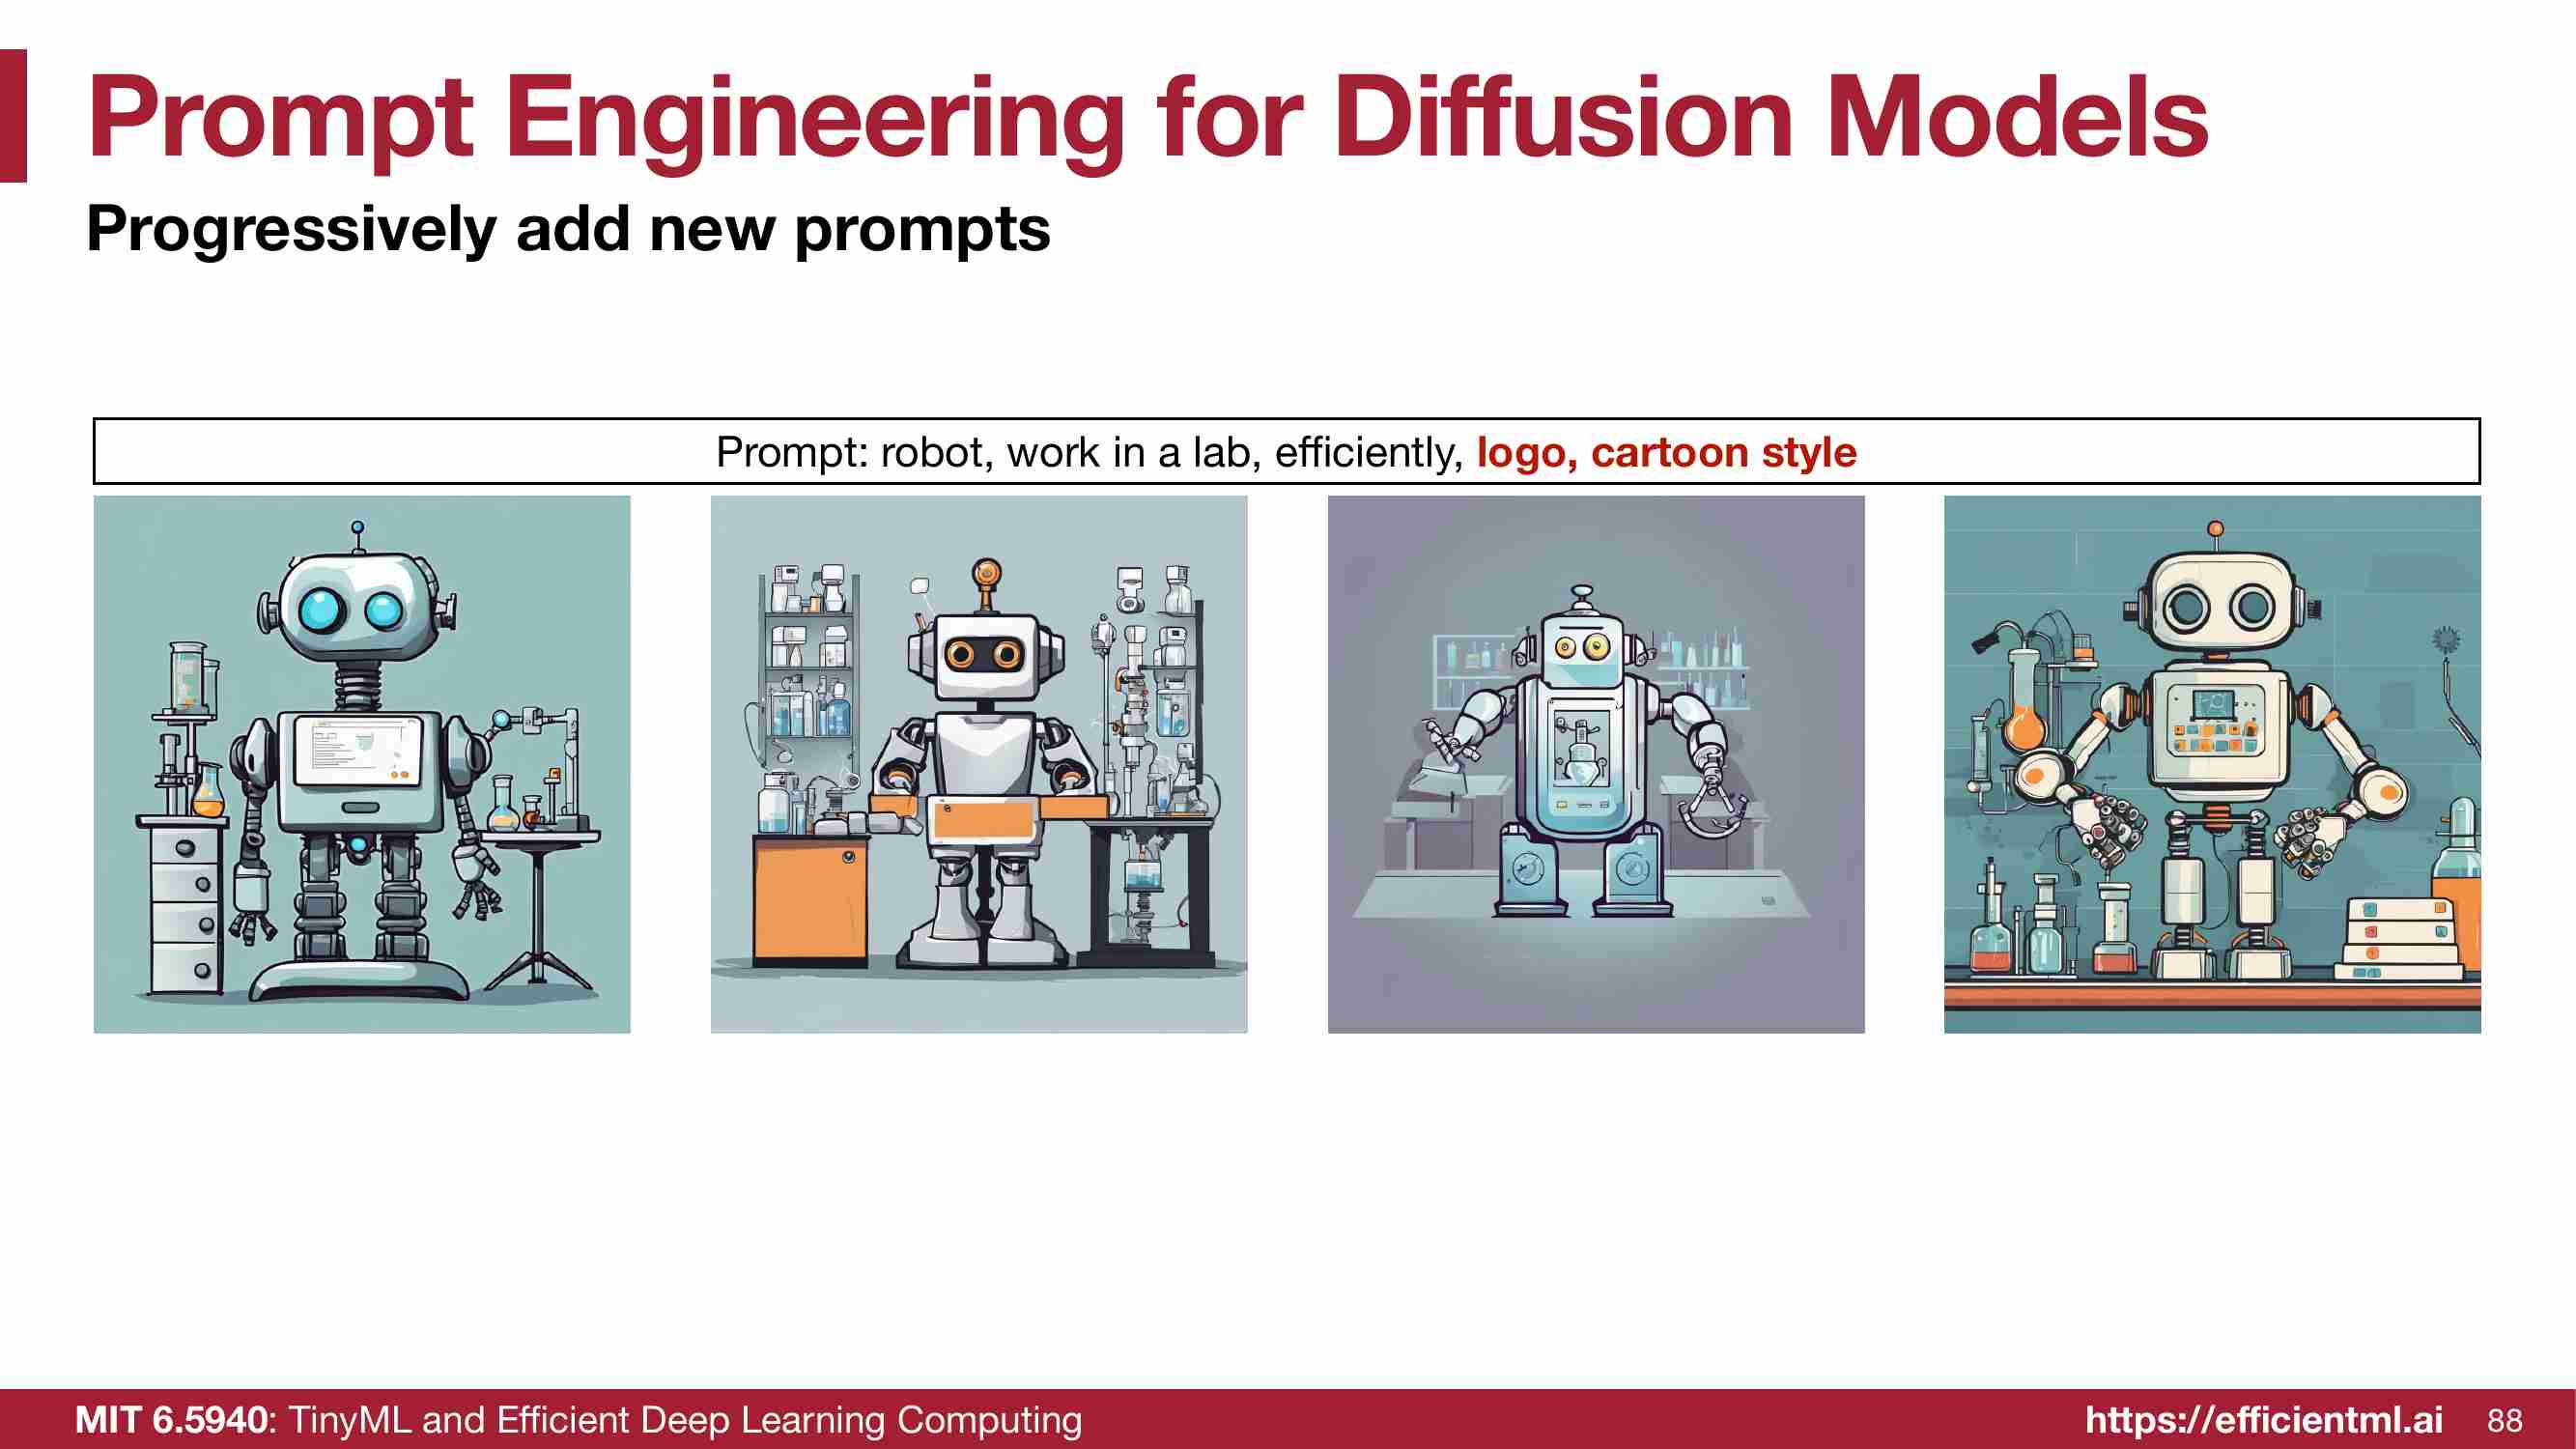 Prompt Engineering for Diffusion Models
Progressively add new prompts
Prompt: robot, work in a lab, efficiently, logo, cartoon style
MIT 6.5940: TinyML and Efficient Deep Learning Computing
https://efficientml.ai
88